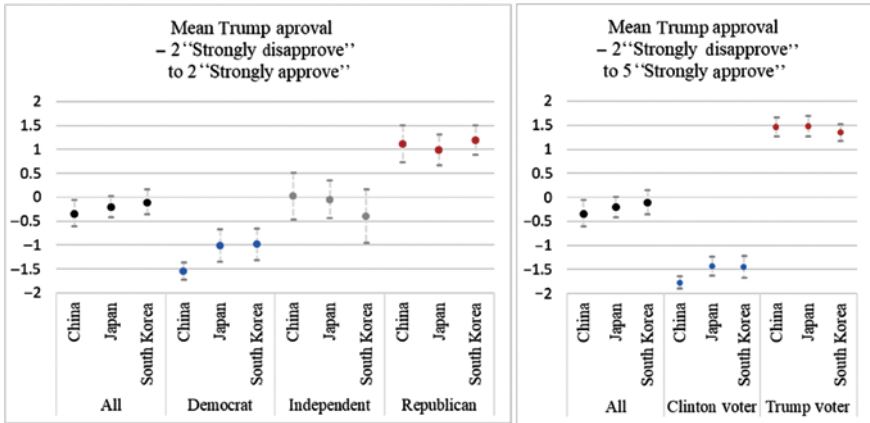 Mean Trump aproval
– 2 “Strongly disapprove”
to 2 “Strongly approve”
2
1.5
1
0.5
0
–0.5
–1
–1.5
–2
China
Japan
South Korea
China
Japan
South Korea
China
Japan
South Korea
China
Japan
South Korea
All
Democrat
Independent
Republican
Mean Trump approval
– 2 “Strongly disapprove”
to 5 “Strongly approve”
2
1.5
1
0.5
0
–0.5
–1
–1.5
–2
China
Japan
South Korea
China
Japan
South Korea
China
Japan
South Korea
All
Clinton voter
Trump voter